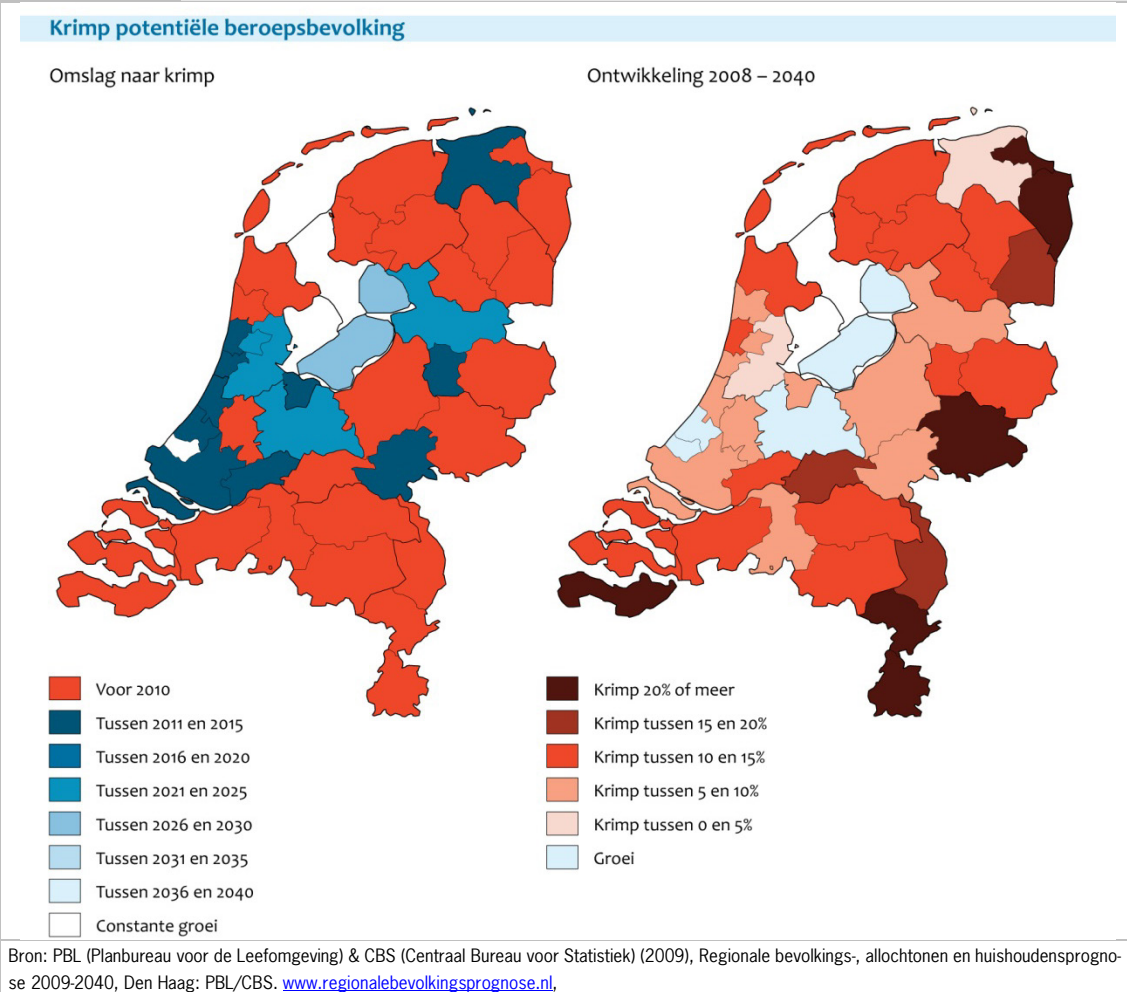 Krimp potentiële beroepsbevolking
Omslag naar krimp
Ontwikkeling 2008 – 2040
Voor 2010
Tussen 2011 en 2015
Tussen 2016 en 2020
Tussen 2021 en 2025
Tussen 2026 en 2030
Tussen 2031 en 2035
Tussen 2036 en 2040
Constante groei
Krimp 20% of meer
Krimp tussen 15 en 20%
Krimp tussen 10 en 15%
Krimp tussen 5 en 10%
Krimp tussen 0 en 5%
Groei
Bron: PBL (Planbureau voor de Leefomgeving) & CBS (Centraal Bureau voor Statistiek) (2009), Regionale bevolkings-, allochtonen en huishoudensprogno-
se 2009-2040, Den Haag: PBL/CBS. www.regionalebevolkingsprognose.nl,